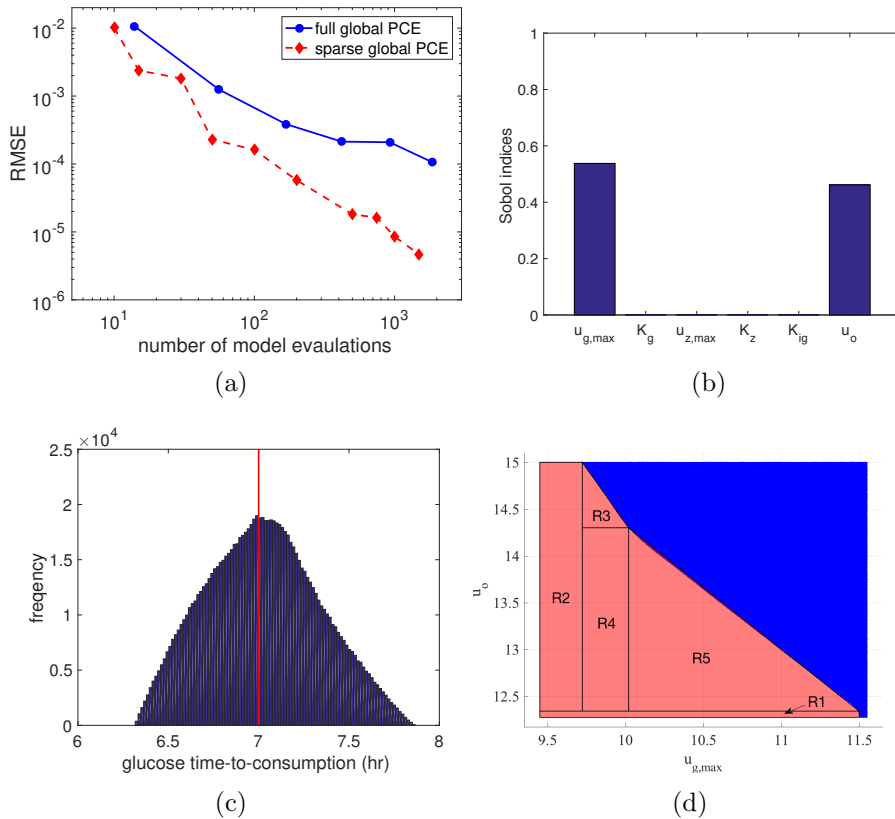 10^-2
10^-3
10^-4
10^-5
10^-6
RMSE
full global PCE
sparse global PCE
10^1
10^2
10^3
number of model evaulations
(a)
1
0.8
0.6
0.4
0.2
0
Sobol indices
u_g,max
K_g
u_z,max
K_z
K_ig
u_o
(b)
×10^4
2.5
2
1.5
1
0.5
0
freqency
6
6.5
7
7.5
8
glucose time-to-consumption (hr)
(c)
15
14.5
14
13.5
13
12.5
u_o
R3
R2
R4
R5
R1
9.5
10
10.5
11
11.5
u_g,max
(d)